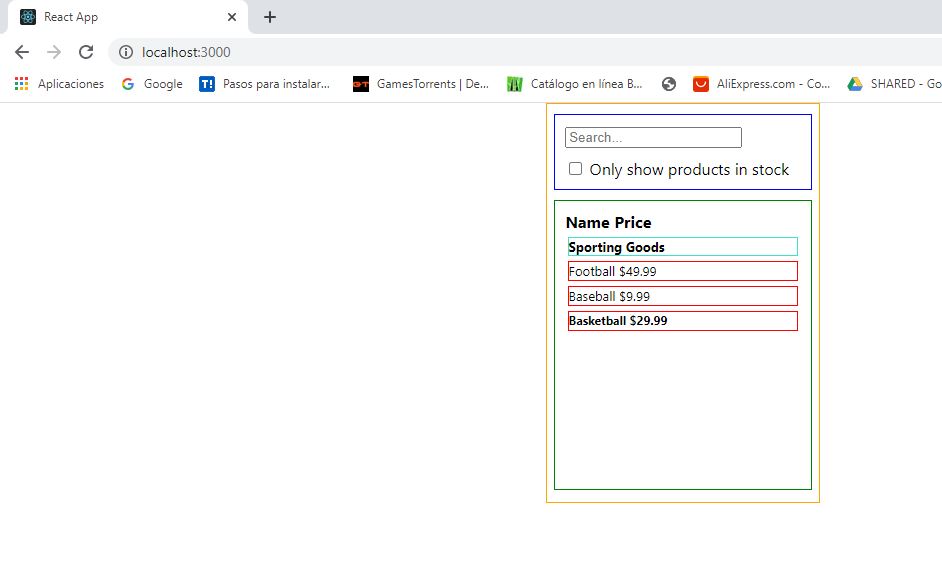 React App
localhost:3000
Aplicaciones Google T! Pasos para instalar... GT GamesTorrents | De... Catálogo en línea B... AliExpress.com - Co... SHARED - Go
Search...
Only show products in stock
Name Price
Sporting Goods
Football $49.99
Baseball $9.99
Basketball $29.99